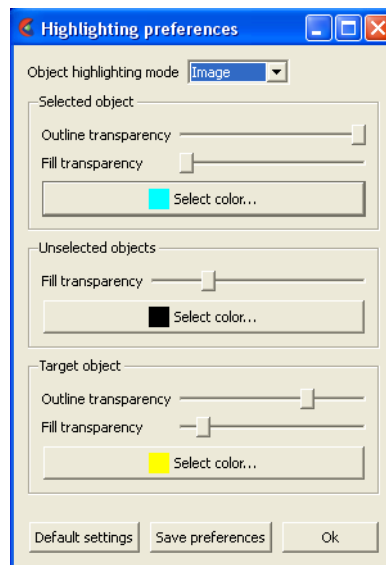 Highlighting preferences
Object highlighting mode Image
Selected object
Outline transparency
Fill transparency
Select color...
Unselected objects
Fill transparency
Select color...
Target object
Outline transparency
Fill transparency
Select color...
Default settings Save preferences Ok